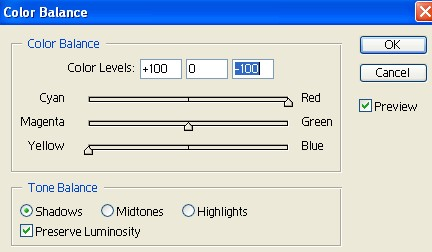 Color Balance
Color Balance
OK
Color Levels: +100 0 -100
Cancel
Cyan Red
Preview
Magenta Green
Yellow Blue
Tone Balance
Shadows Midtones Highlights
Preserve Luminosity